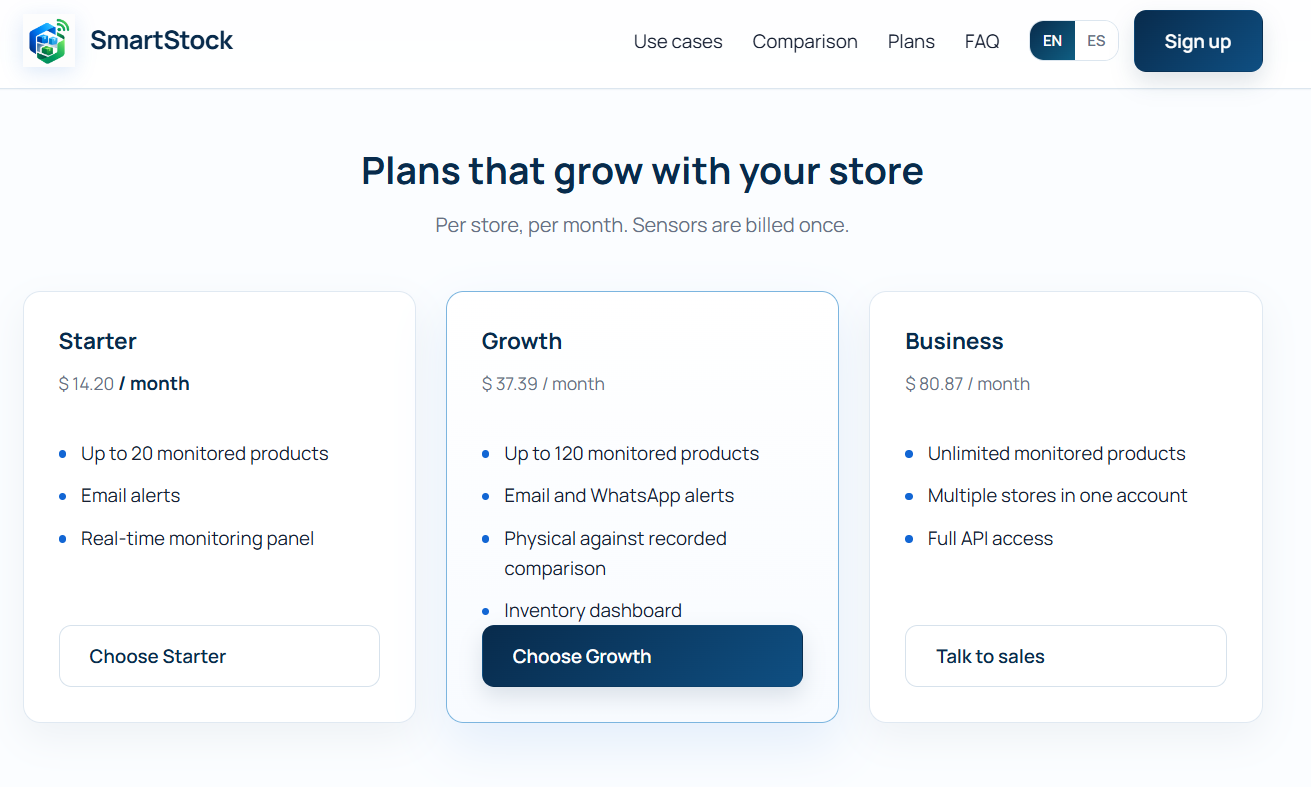 SmartStock
Use cases
Comparison
Plans
FAQ
EN
ES
Sign up
Plans that grow with your store
Per store, per month. Sensors are billed once.
Starter
$ 14.20 / month
Up to 20 monitored products
Email alerts
Real-time monitoring panel
Choose Starter
Growth
$ 37.39 / month
Up to 120 monitored products
Email and WhatsApp alerts
Physical against recorded
comparison
Inventory dashboard
Choose Growth
Business
$ 80.87 / month
Unlimited monitored products
Multiple stores in one account
Full API access
Talk to sales